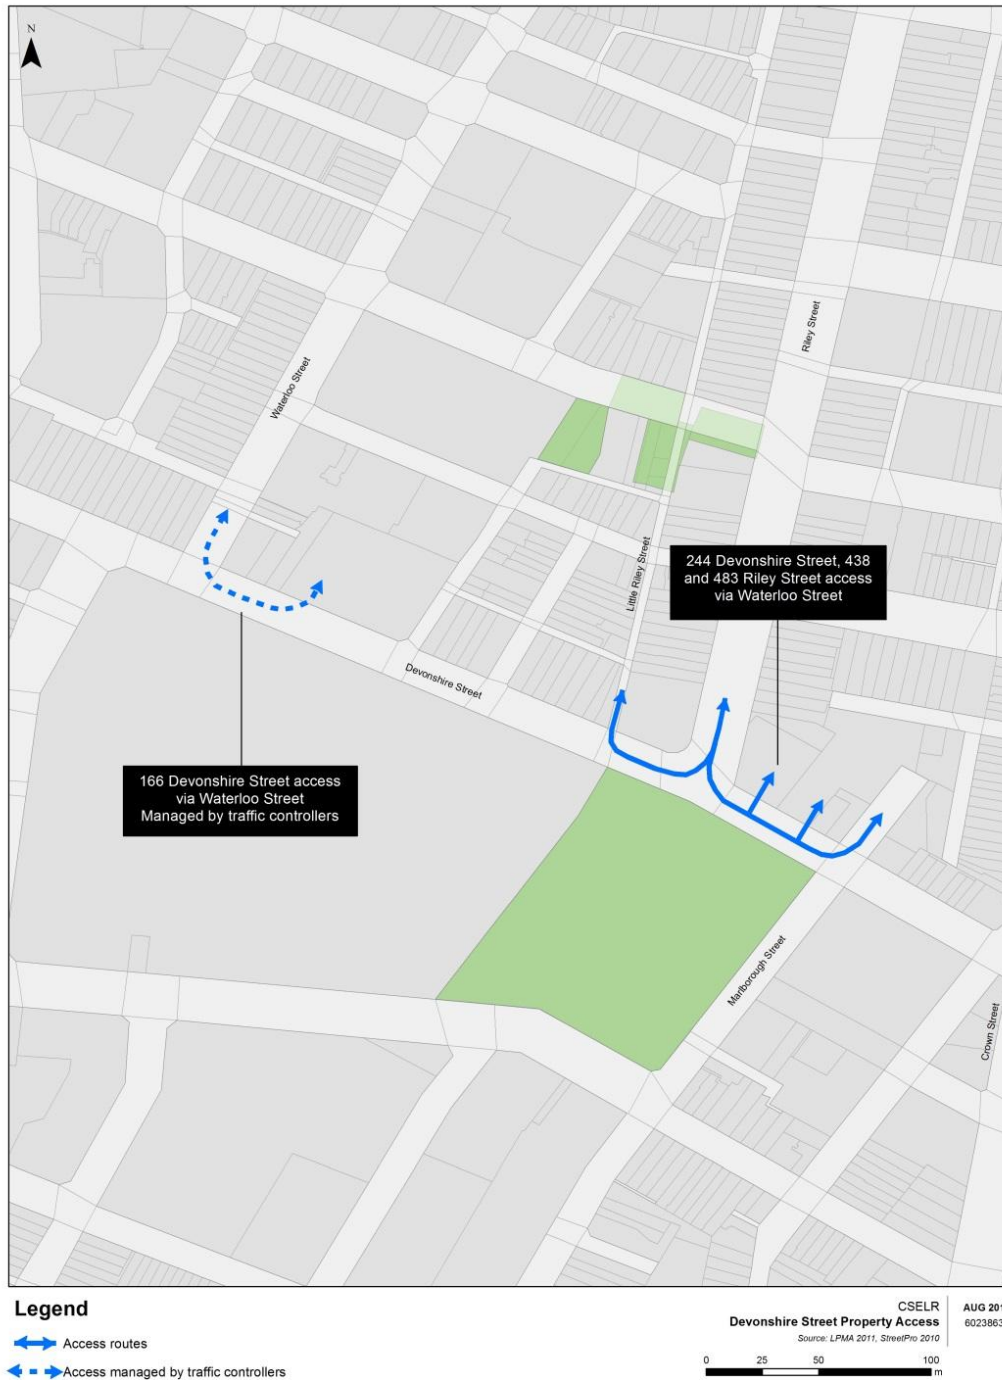 N
Riley Street
Waterloo Street
Little Riley Street
244 Devonshire Street, 438
and 483 Riley Street access
via Waterloo Street
Devonshire Street
166 Devonshire Street access
via Waterloo Street
Managed by traffic controllers
Marlborough Street
Crown Street
Legend
Access routes
Access managed by traffic controllers
CSELR
Devonshire Street Property Access
Source: LPMA 2011, StreetPro 2010
AUG 201
6023863
0 25 50 100
m